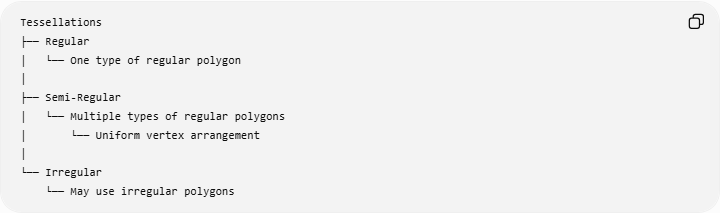 Tessellations
├── Regular
│   └── One type of regular polygon
│
├── Semi-Regular
│   └── Multiple types of regular polygons
│       └── Uniform vertex arrangement
│
└── Irregular
    └── May use irregular polygons